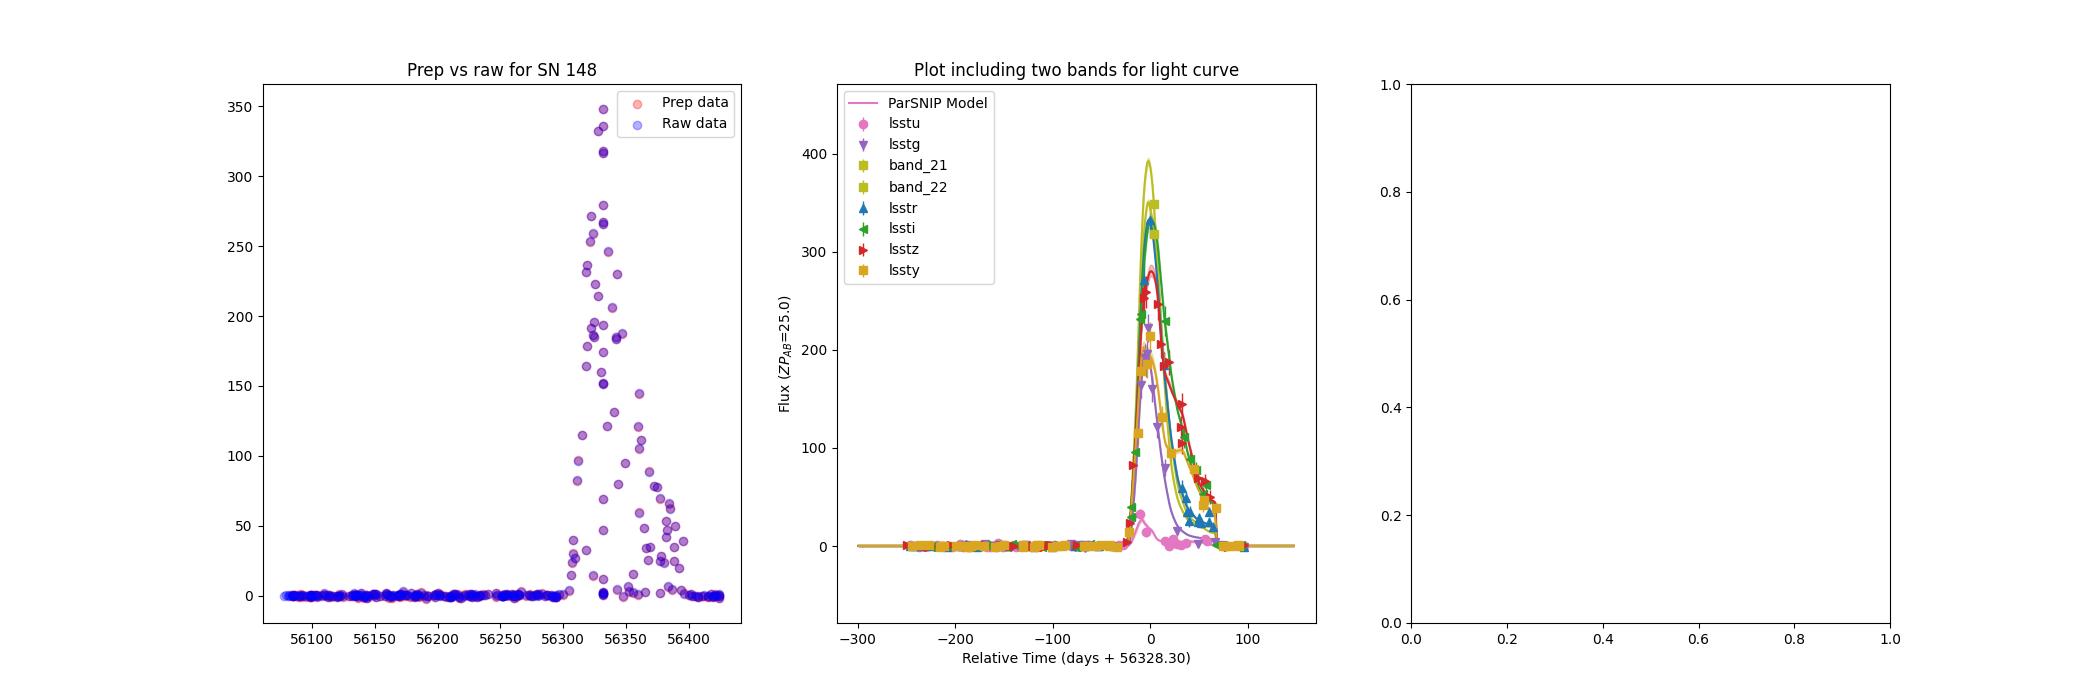 Prep vs raw for SN 148
350
300
250
200
150
100
50
0
56100 56150 56200 56250 56300 56350 56400
Prep data
Raw data
Plot including two bands for light curve
Flux (ZP_AB=25.0)
400
300
200
100
0
−300 −200 −100 0 100
Relative Time (days + 56328.30)
ParSNIP Model
lsstu
lsstg
band_21
band_22
lsstr
lssti
lsstz
lssty
1.0
0.8
0.6
0.4
0.2
0.0
0.0 0.2 0.4 0.6 0.8 1.0